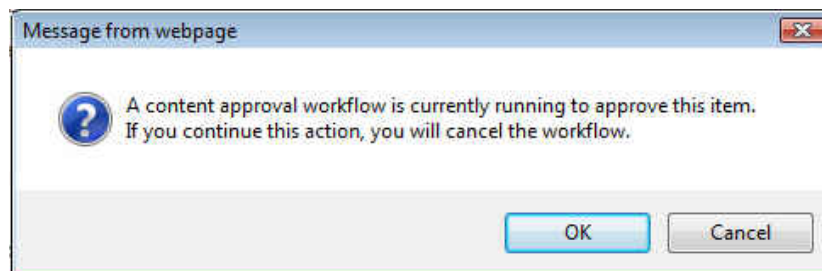 Message from webpage
A content approval workflow is currently running to approve this item.
If you continue this action, you will cancel the workflow.
OK
Cancel